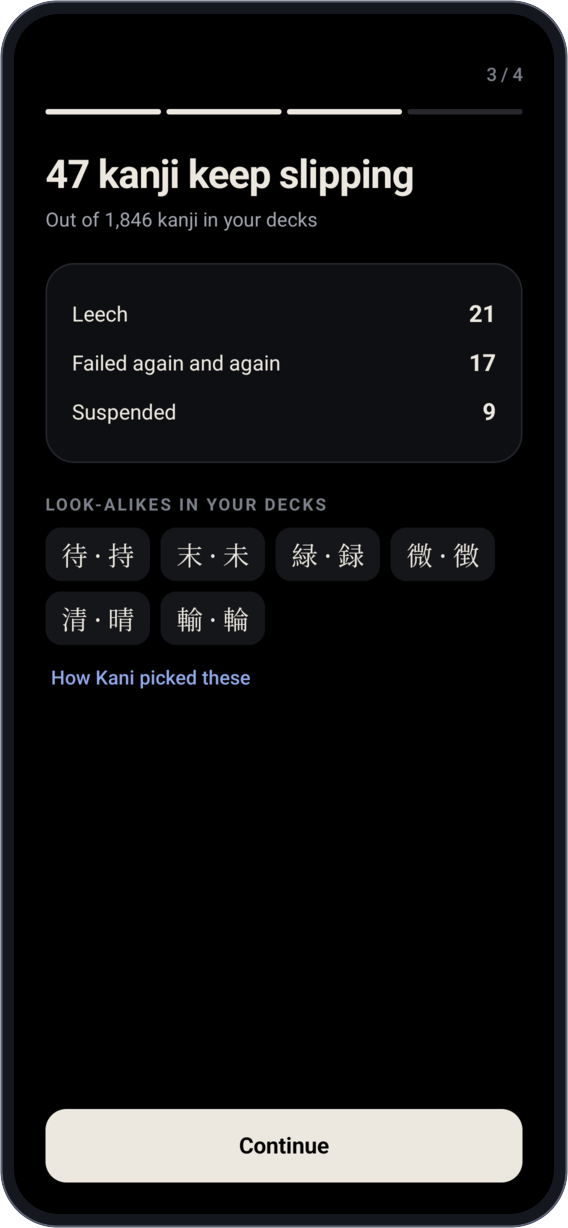 3 / 4
47 kanji keep slipping
Out of 1,846 kanji in your decks
Leech 21
Failed again and again 17
Suspended 9
LOOK-ALIKES IN YOUR DECKS
待 · 持 末 · 未 緑 · 録 微 · 徴
清 · 晴 輸 · 輪
How Kani picked these
Continue